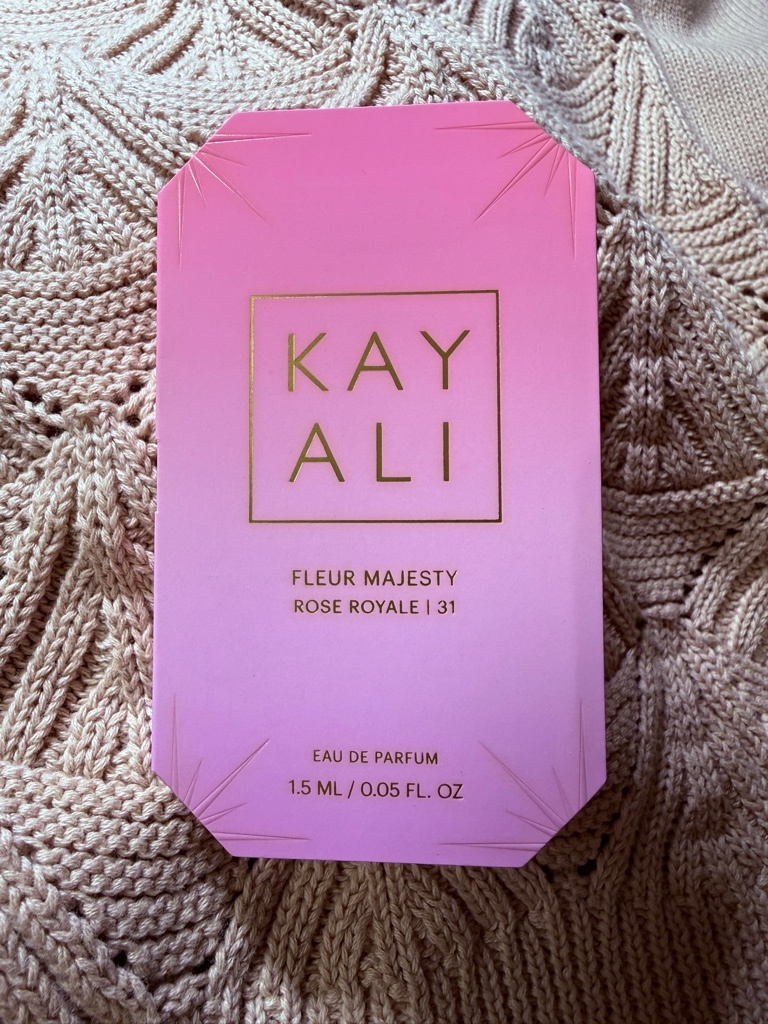 KAY
ALI
FLEUR MAJESTY
ROSE ROYALE | 31
EAU DE PARFUM
1.5 ML / 0.05 FL. OZ